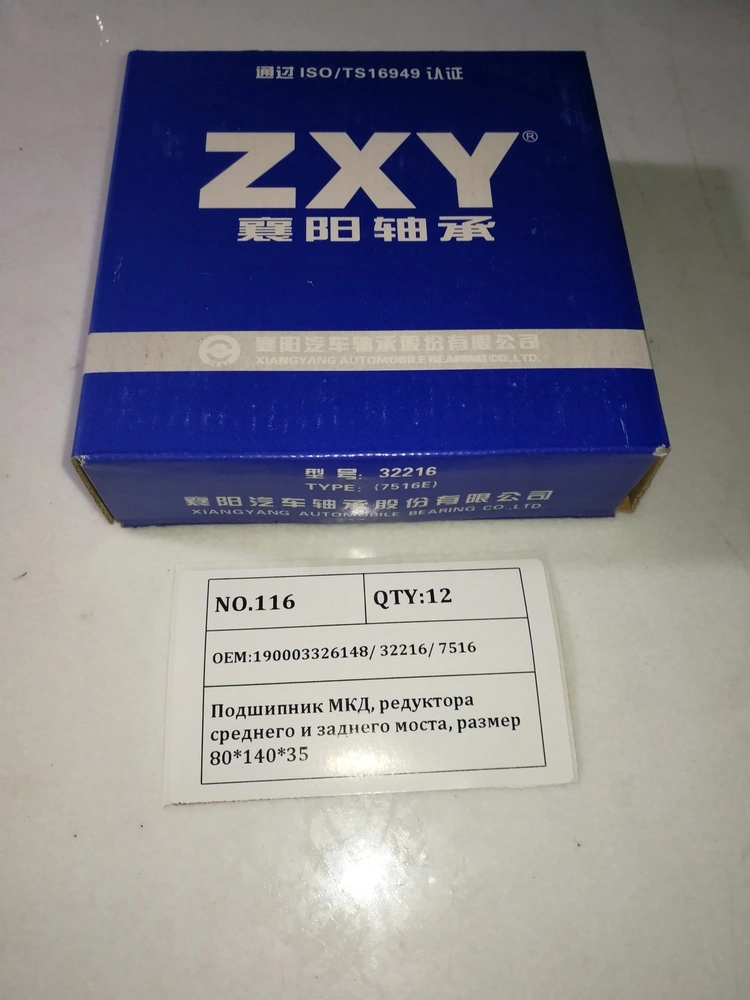 通过 ISO/TS16949 认证
ZXY®
襄阳轴承
襄阳汽车轴承股份有限公司
XIANGYANG AUTOMOBILE BEARING CO.,LTD.
型 号: 32216
TYPE: (7516E)
襄阳汽车轴承股份有限公司
XIANGYANG AUTOMOBILE BEARING CO.,LTD
NO.116 QTY:12
OEM:190003326148/ 32216/ 7516
Подшипник МКД, редуктора
среднего и заднего моста, размер
80*140*35